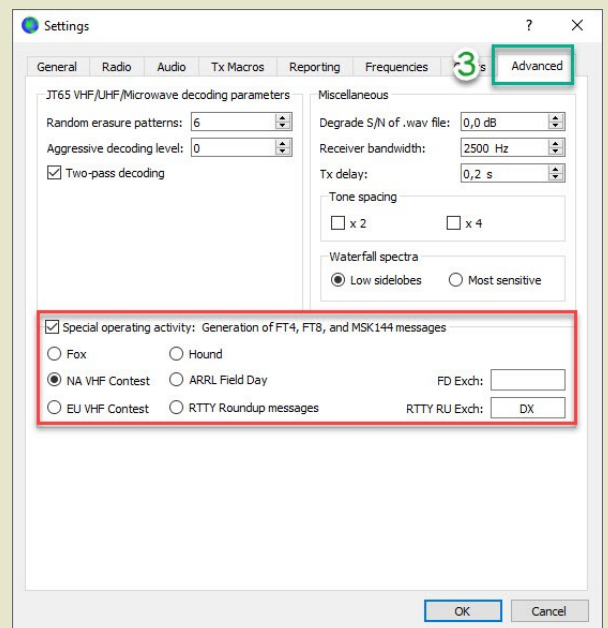 Settings ? ×
General Radio Audio Tx Macros Reporting Frequencies 3 s Advanced
JT65 VHF/UHF/Microwave decoding parameters
Random erasure patterns: 6
Aggressive decoding level: 0
Two-pass decoding
Miscellaneous
Degrade S/N of .wav file: 0,0 dB
Receiver bandwidth: 2500 Hz
Tx delay: 0,2 s
Tone spacing
x 2 x 4
Waterfall spectra
Low sidelobes Most sensitive
Special operating activity: Generation of FT4, FT8, and MSK144 messages
Fox Hound
NA VHF Contest ARRL Field Day FD Exch:
EU VHF Contest RTTY Roundup messages RTTY RU Exch: DX
OK Cancel